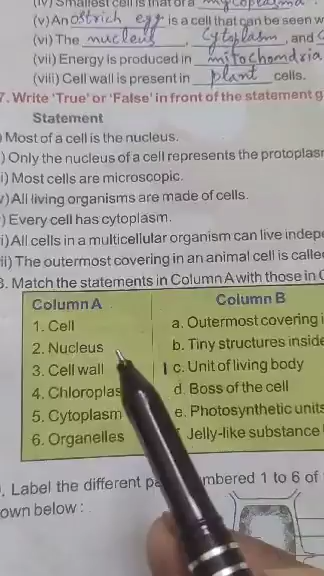 (iv) Smallest cell is that of a mycoplasma.
(v) An ostrich egg is a cell that can be seen w
(vi) The nucleus, Cytoplasm, and C
(vii) Energy is produced in mitochondria
(viii) Cell wall is present in plant cells.
7. Write 'True' or 'False' in front of the statement g
Statement
Most of a cell is the nucleus.
) Only the nucleus of a cell represents the protoplasm
i) Most cells are microscopic.
v) All living organisms are made of cells.
) Every cell has cytoplasm.
i) All cells in a multicellular organism can live indepe
ii) The outermost covering in an animal cell is called
8. Match the statements in Column A with those in C
Column A Column B
1. Cell a. Outermost covering i
2. Nucleus b. Tiny structures inside
3. Cell wall 1 c. Unit of living body
4. Chloroplas d. Boss of the cell
5. Cytoplasm e. Photosynthetic units
6. Organelles Jelly-like substance
. Label the different pa mbered 1 to 6 of
own below :